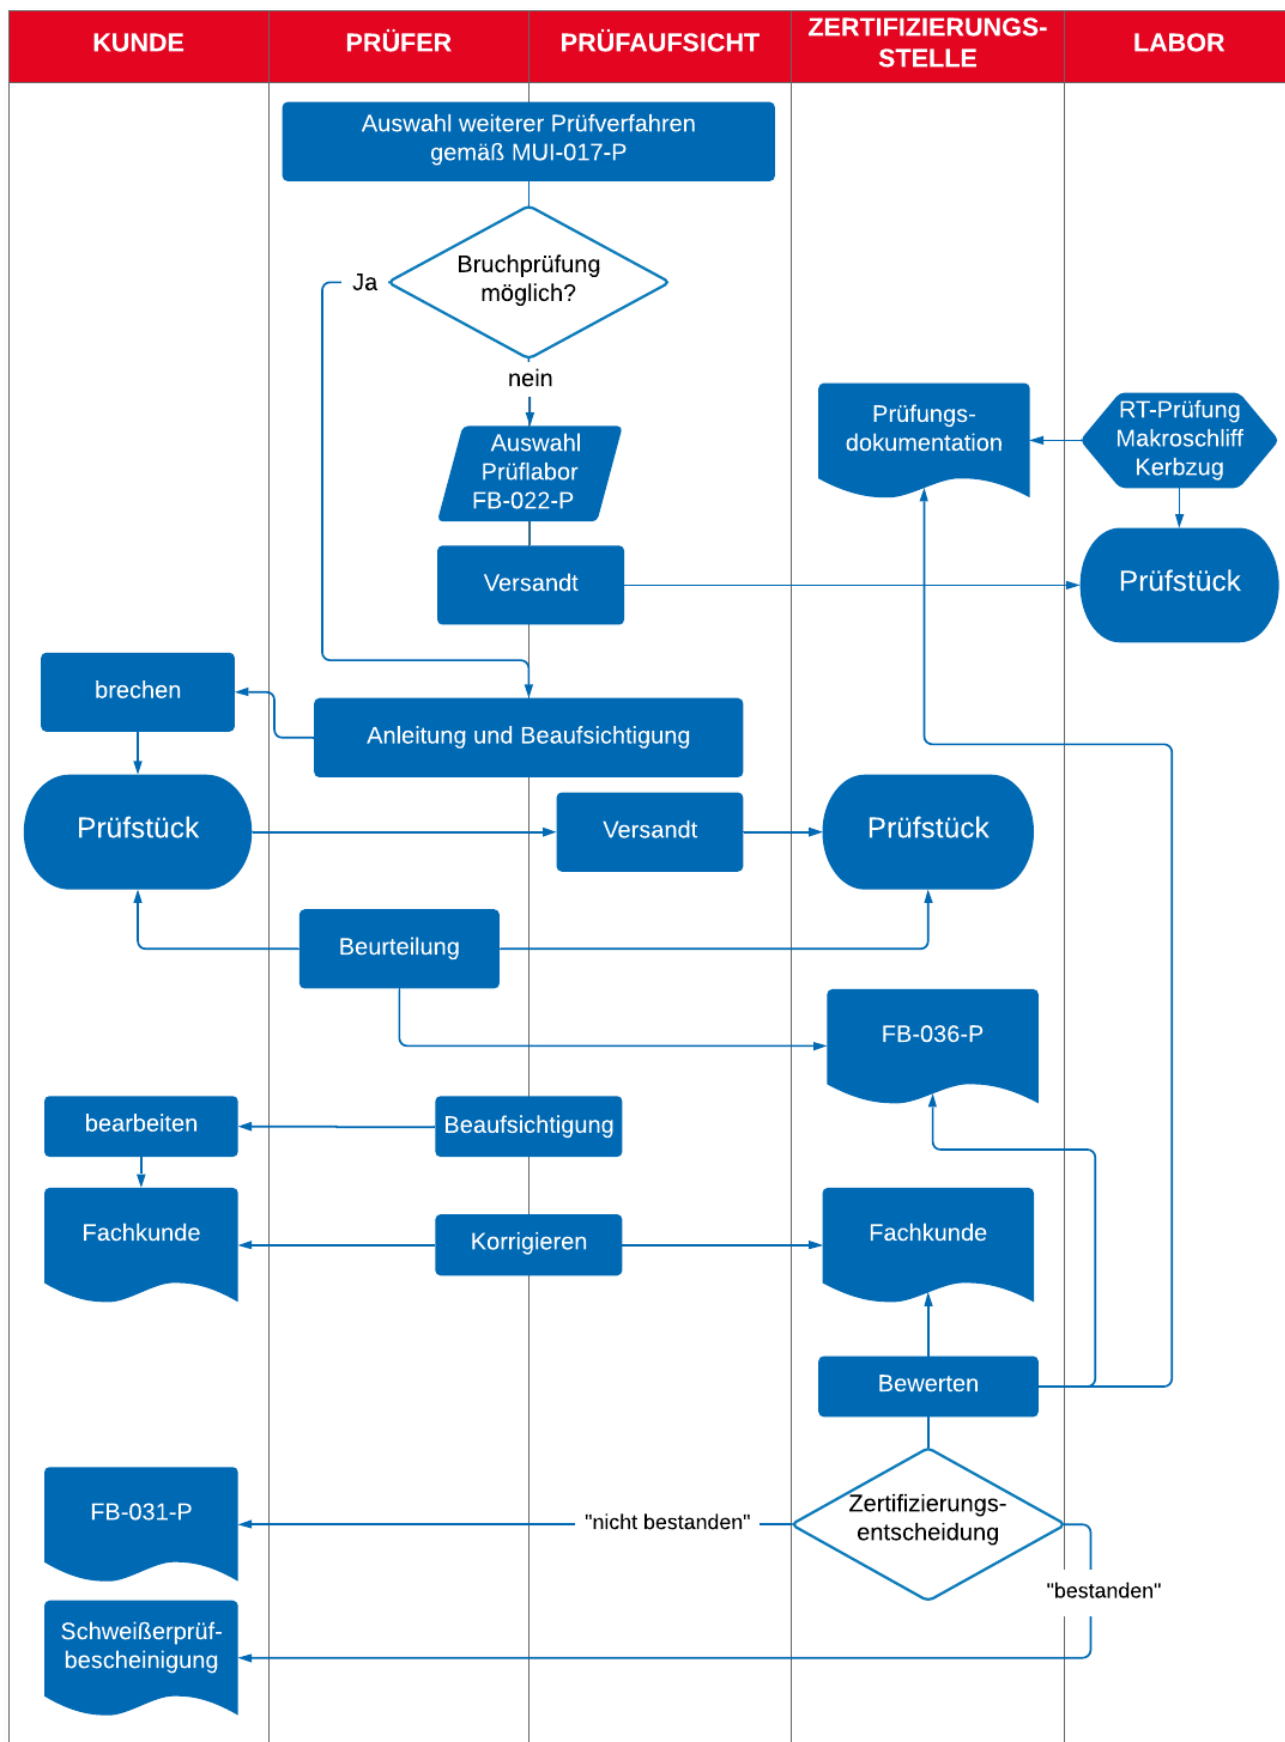 KUNDE
PRÜFER
PRÜFAUFSICHT
ZERTIFIZIERUNGS-
STELLE
LABOR
Auswahl weiterer Prüfverfahren
gemäß MUI-017-P
Bruchprüfung
möglich?
Ja
nein
Auswahl
Prüflabor
FB-022-P
Prüfungs-
dokumentation
RT-Prüfung
Makroschliff
Kerbzug
Versandt
Prüfstück
brechen
Anleitung und Beaufsichtigung
Prüfstück
Versandt
Prüfstück
Beurteilung
FB-036-P
bearbeiten
Beaufsichtigung
Fachkunde
Korrigieren
Fachkunde
Bewerten
FB-031-P
"nicht bestanden"
Zertifizierungs-
entscheidung
"bestanden"
Schweißerprüf-
bescheinigung